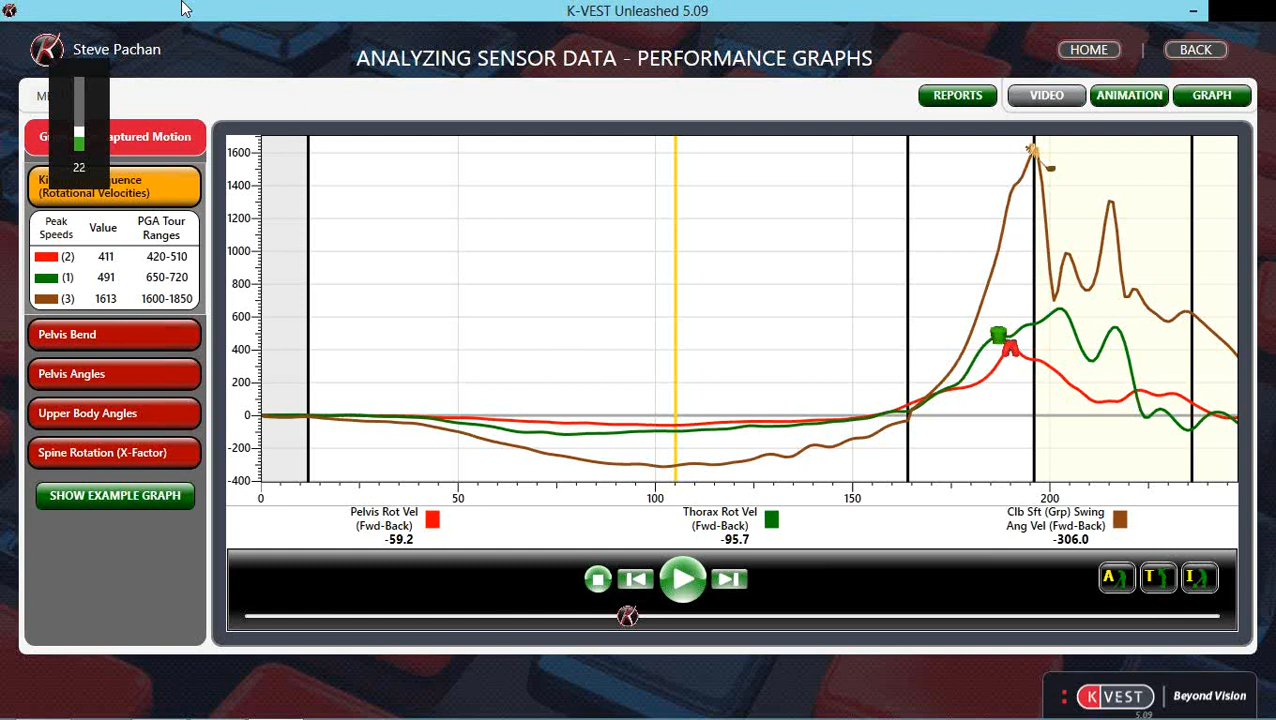 K-VEST Unleashed 5.09
Steve Pachan
ANALYZING SENSOR DATA - PERFORMANCE GRAPHS
HOME | BACK
REPORTS VIDEO ANIMATION GRAPH
22
aptured Motion
(Rotational Velocities)
Peak Speeds Value PGA Tour Ranges
(2) 411 420-510
(1) 491 650-720
(3) 1613 1600-1850
Pelvis Bend
Pelvis Angles
Upper Body Angles
Spine Rotation (X-Factor)
SHOW EXAMPLE GRAPH
1600
1400
1200
1000
800
600
400
200
0
-200
-400
0 50 100 150 200
Pelvis Rot Vel (Fwd-Back) -59.2
Thorax Rot Vel (Fwd-Back) -95.7
Clb Sft (Grp) Swing Ang Vel (Fwd-Back) -306.0
A T I
K VEST Beyond Vision
5.09